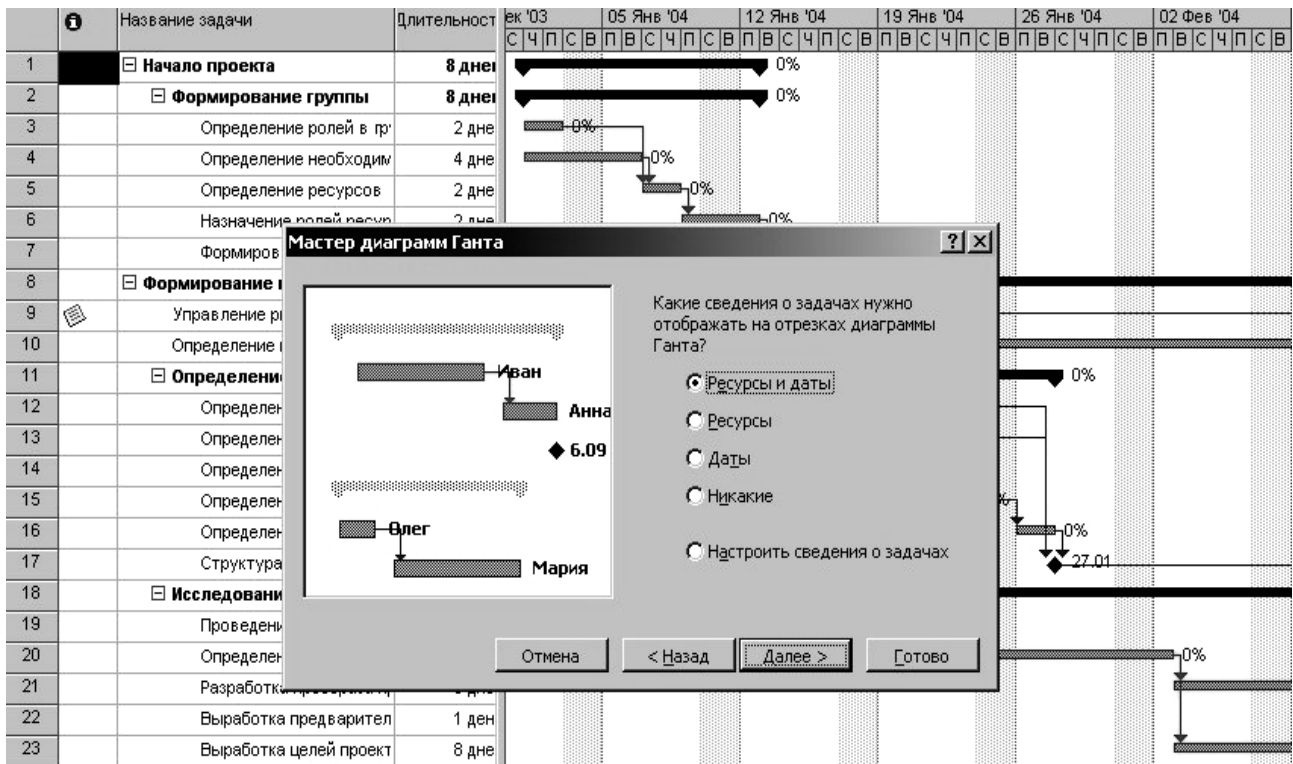 Название задачи Длительност ек '03 05 Янв '04 12 Янв '04 19 Янв '04 26 Янв '04 02 Фев '04
С Ч П С В П В С Ч П С В П В С Ч П С В П В С Ч П С В П В С Ч П С В П В С Ч П С В
1 Начало проекта 8 дней 0%
2 Формирование группы 8 дней 0%
3 Определение ролей в гр 2 дне 0%
4 Определение необходим 4 дне 0%
5 Определение ресурсов 2 дне 0%
6 Назначение ролей ресур 2 дне 0%
7 Формиров
8 Формирование
9 Управление р
10 Определение
11 Определени 0%
12 Определен
13 Определен
14 Определен
15 Определен %
16 Определен 0%
17 Структура 27.01
18 Исследовани
19 Проведени
20 Определен 0%
21 Разработк
22 Выработка предварител 1 ден
23 Выработка целей проект 8 дне
Мастер диаграмм Ганта
Иван
Анна
6.09
Олег
Мария
Какие сведения о задачах нужно
отображать на отрезках диаграммы
Ганта?
Ресурсы и даты
Ресурсы
Даты
Никакие
Настроить сведения о задачах
Отмена < Назад Далее > Готово